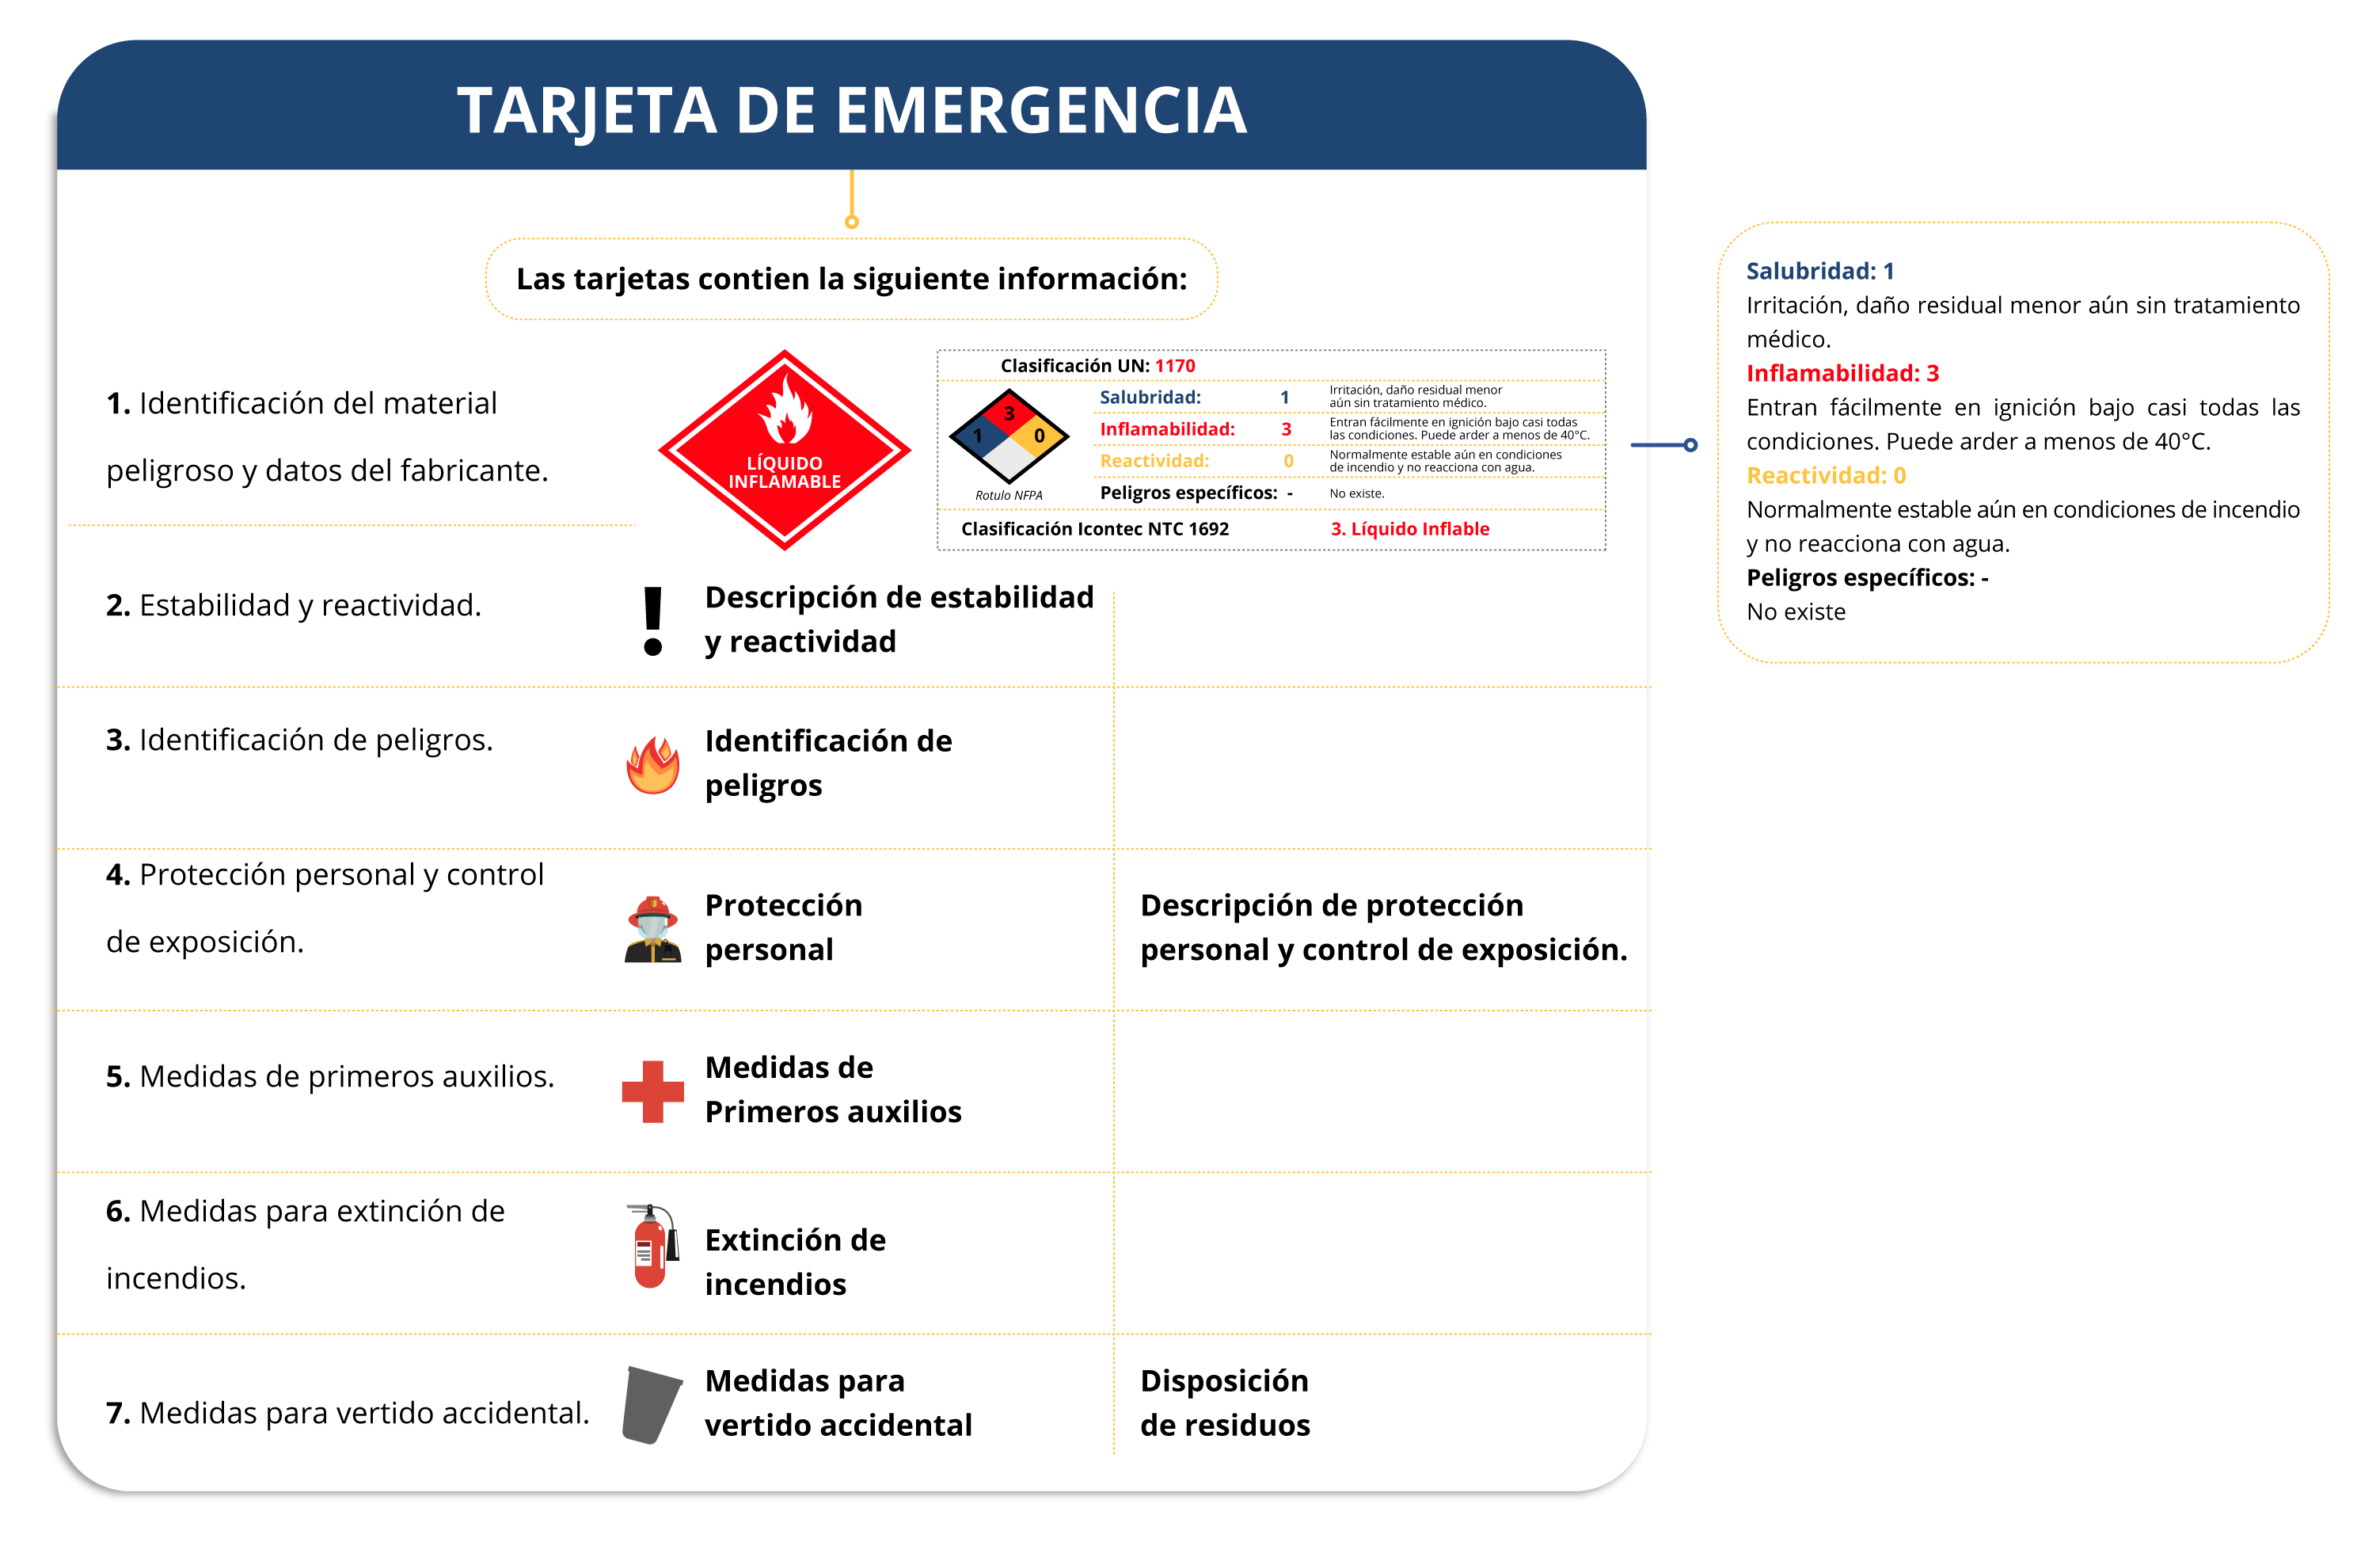 TARJETA DE EMERGENCIA
Las tarjetas contien la siguiente información:
1. Identificación del material
peligroso y datos del fabricante.
LÍQUIDO
INFLAMABLE
Clasificación UN: 1170
3
1
0
Rotulo NFPA
Salubridad: 1 Irritación, daño residual menor
aún sin tratamiento médico.
Inflamabilidad: 3 Entran fácilmente en ignición bajo casi todas
las condiciones. Puede arder a menos de 40°C.
Reactividad: 0 Normalmente estable aún en condiciones
de incendio y no reacciona con agua.
Peligros específicos: - No existe.
Clasificación Icontec NTC 1692 3. Líquido Inflable
Salubridad: 1
Irritación, daño residual menor aún sin tratamiento
médico.
Inflamabilidad: 3
Entran fácilmente en ignición bajo casi todas las
condiciones. Puede arder a menos de 40°C.
Reactividad: 0
Normalmente estable aún en condiciones de incendio
y no reacciona con agua.
Peligros específicos: -
No existe
2. Estabilidad y reactividad.
Descripción de estabilidad
y reactividad
3. Identificación de peligros.
Identificación de
peligros
4. Protección personal y control
de exposición.
Protección
personal
Descripción de protección
personal y control de exposición.
5. Medidas de primeros auxilios.
Medidas de
Primeros auxilios
6. Medidas para extinción de
incendios.
Extinción de
incendios
7. Medidas para vertido accidental.
Medidas para
vertido accidental
Disposición
de residuos